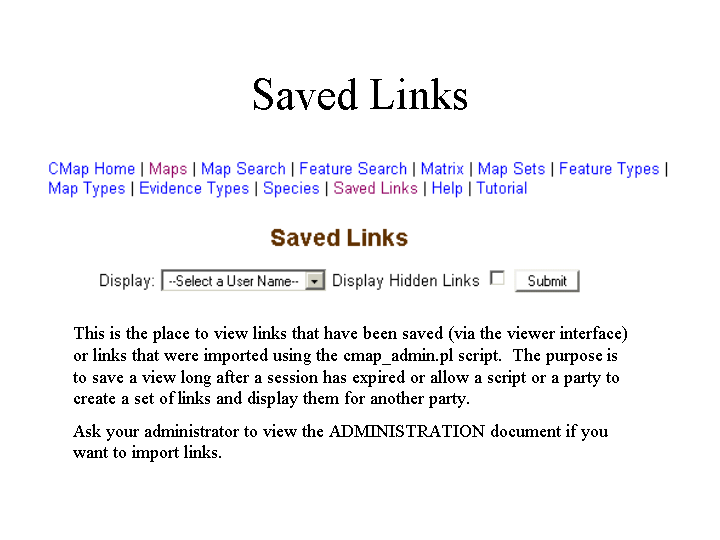 Saved Links
CMap Home | Maps | Map Search | Feature Search | Matrix | Map Sets | Feature Types |
Map Types | Evidence Types | Species | Saved Links | Help | Tutorial
Saved Links
Display: --Select a User Name-- Display Hidden Links Submit
This is the place to view links that have been saved (via the viewer interface)
or links that were imported using the cmap_admin.pl script.  The purpose is
to save a view long after a session has expired or allow a script or a party to
create a set of links and display them for another party.
Ask your administrator to view the ADMINISTRATION document if you
want to import links.